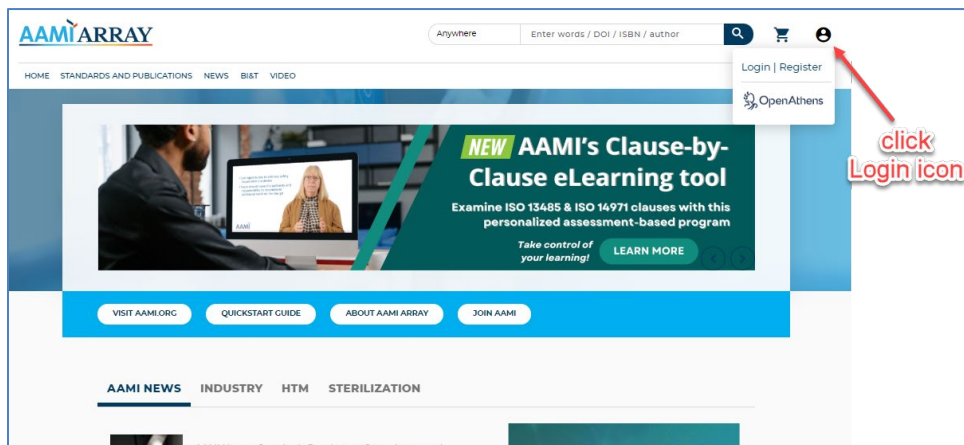 AAMI ARRAY
Anywhere
Enter words / DOI / ISBN / author
Login | Register
OpenAthens
click
Login icon
HOME STANDARDS AND PUBLICATIONS NEWS BI&T VIDEO
NEW AAMI's Clause-by-
Clause eLearning tool
Examine ISO 13485 & ISO 14971 clauses with this
personalized assessment-based program
Take control of
your learning!
LEARN MORE
AAMI
VISIT AAMI.ORG QUICKSTART GUIDE ABOUT AAMI ARRAY JOIN AAMI
AAMI NEWS INDUSTRY HTM STERILIZATION